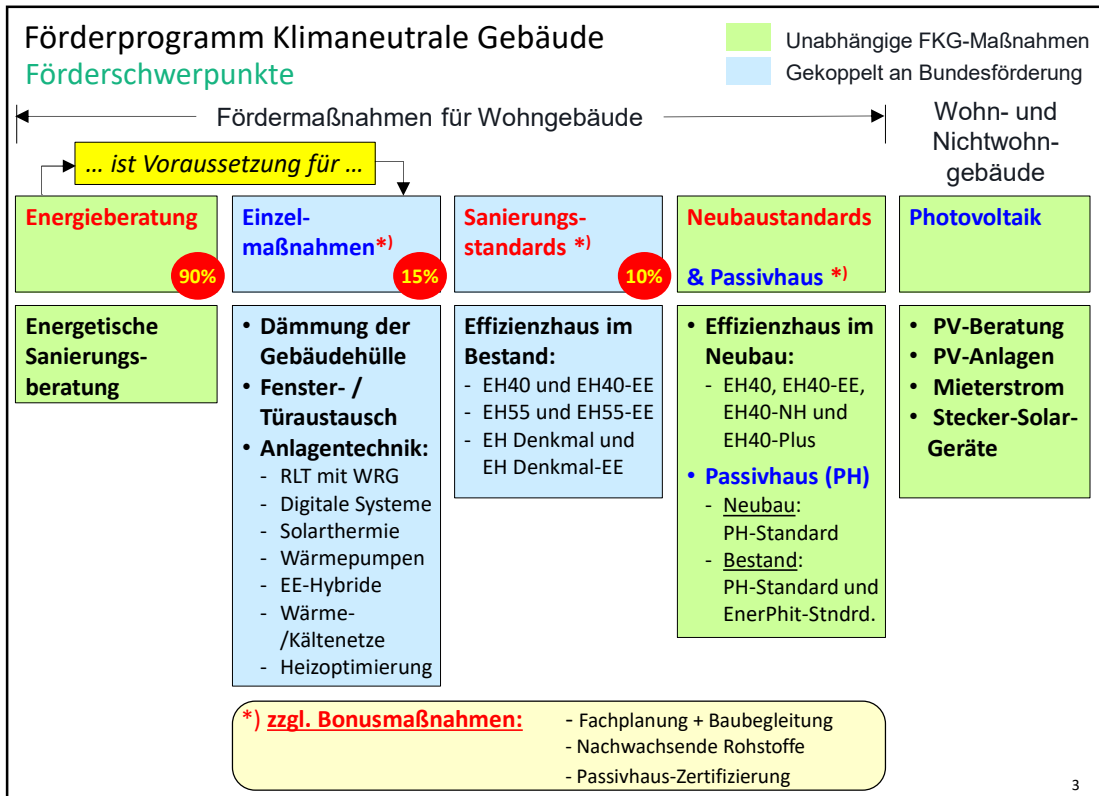 Förderprogramm Klimaneutrale Gebäude
Förderschwerpunkte
Unabhängige FKG-Maßnahmen
Gekoppelt an Bundesförderung
Fördermaßnahmen für Wohngebäude
Wohn- und
Nichtwohn-
gebäude
... ist Voraussetzung für ...
Energieberatung
90%
Einzel-
maßnahmen*)
15%
Sanierungs-
standards *)
10%
Neubaustandards
& Passivhaus *)
Photovoltaik
Energetische
Sanierungs-
beratung
• Dämmung der
Gebäudehülle
• Fenster- /
Türaustausch
• Anlagentechnik:
- RLT mit WRG
- Digitale Systeme
- Solarthermie
- Wärmepumpen
- EE-Hybride
- Wärme-
/Kältenetze
- Heizoptimierung
Effizienzhaus im
Bestand:
- EH40 und EH40-EE
- EH55 und EH55-EE
- EH Denkmal und
EH Denkmal-EE
• Effizienzhaus im
Neubau:
- EH40, EH40-EE,
EH40-NH und
EH40-Plus
• Passivhaus (PH)
- Neubau:
PH-Standard
- Bestand:
PH-Standard und
EnerPhit-Stndrd.
• PV-Beratung
• PV-Anlagen
• Mieterstrom
• Stecker-Solar-
Geräte
*) zzgl. Bonusmaßnahmen:
- Fachplanung + Baubegleitung
- Nachwachsende Rohstoffe
- Passivhaus-Zertifizierung
3